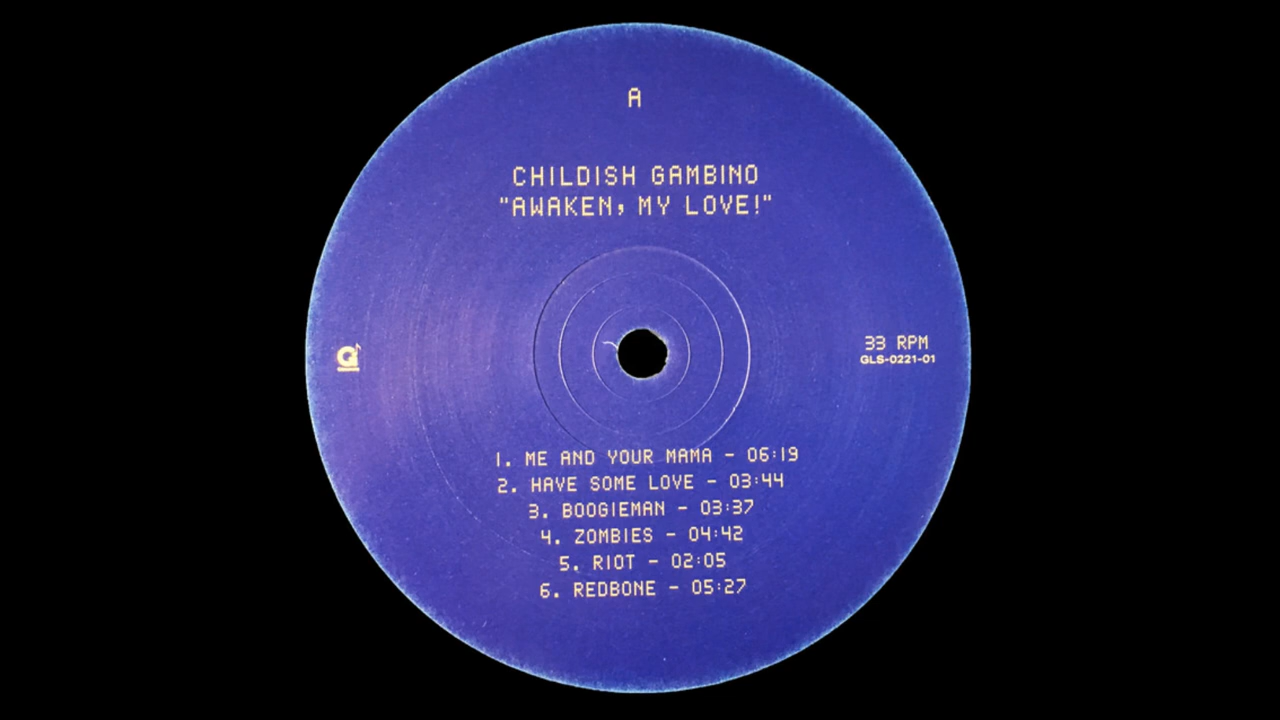 A
CHILDISH GAMBINO
"AWAKEN, MY LOVE!"
G
33 RPM
GLS-0221-01
1. ME AND YOUR MAMA - 06:19
2. HAVE SOME LOVE - 03:44
3. BOOGIEMAN - 03:37
4. ZOMBIES - 04:42
5. RIOT - 02:05
6. REDBONE - 05:27